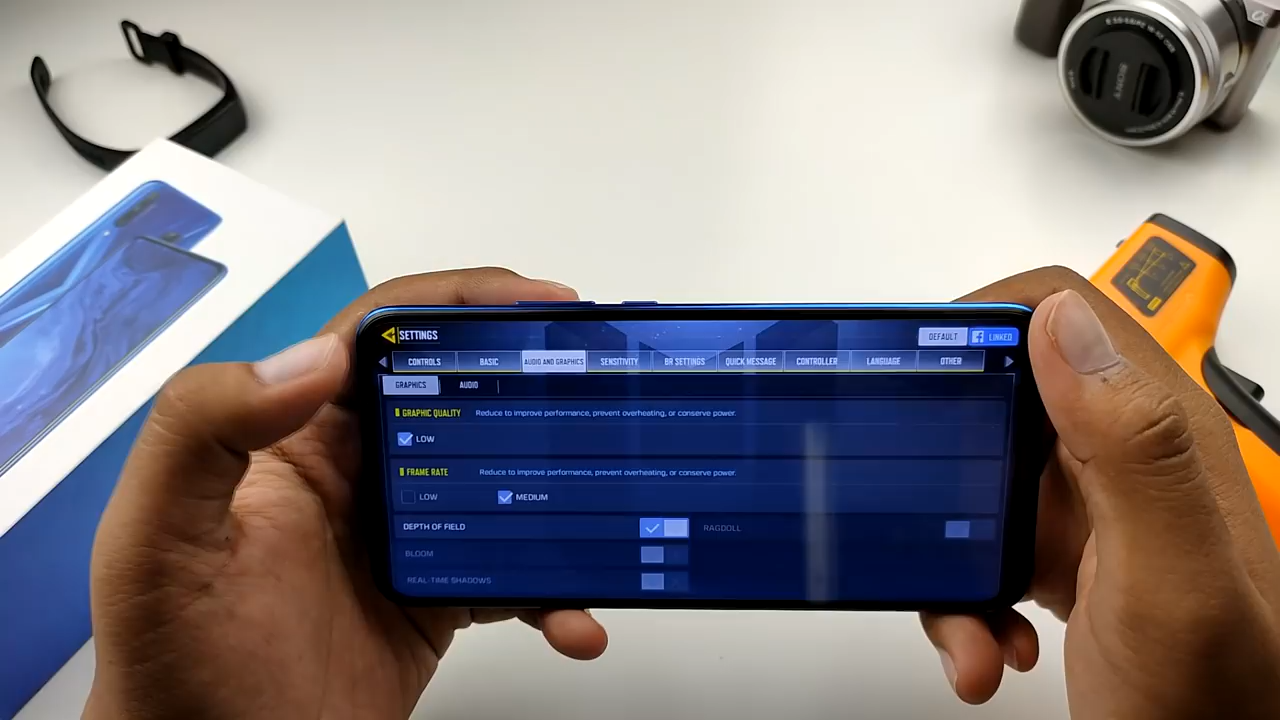 SONY
SETTINGS
DEFAULT
LINKED
CONTROLS BASIC AUDIO AND GRAPHICS SENSITIVITY BR SETTINGS QUICK MESSAGE CONTROLLER LANGUAGE OTHER
GRAPHICS AUDIO
GRAPHIC QUALITY Reduce to improve performance, prevent overheating, or conserve power.
LOW
FRAME RATE Reduce to improve performance, prevent overheating, or conserve power.
LOW MEDIUM
DEPTH OF FIELD RAGDOLL
BLOOM
REAL-TIME SHADOWS